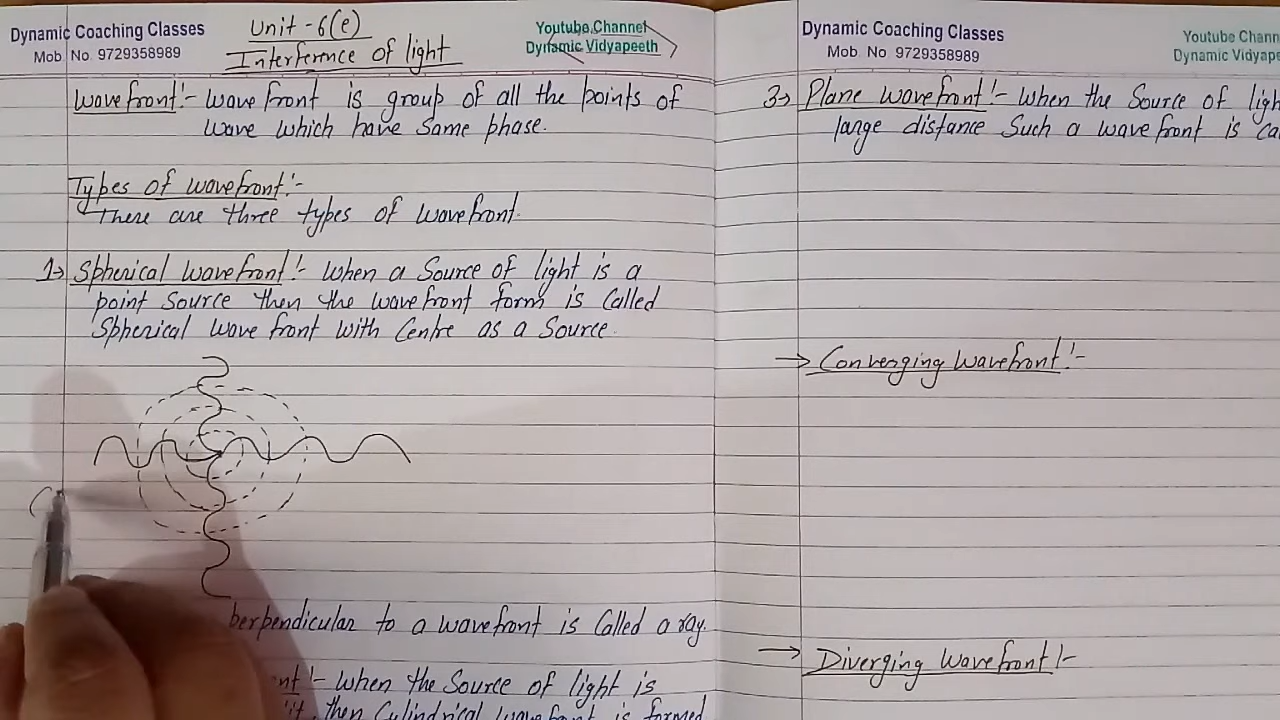 Dynamic Coaching Classes
Mob. No. 9729358989
Unit-6(e)
Interference of light
Youtube Channel
Dynamic Vidyapeeth
Wavefront:- Wave front is group of all the points of
wave which have same phase.
Types of wavefront:-
There are three types of wavefront.
1→ Spherical wavefront:- When a Source of light is a
point source then the wavefront form is Called
Spherical wave front with Centre as a Source.
perpendicular to a wavefront is Called a ray.
:- When the Source of light is
then Cylindrical wavefront is formed
Dynamic Coaching Classes
Mob. No. 9729358989
Youtube
Dynamic
3→ Plane wavefront:- When the Source of
large distance Such a wave front is
→ Converging Wavefront:-
→ Diverging Wavefront:-